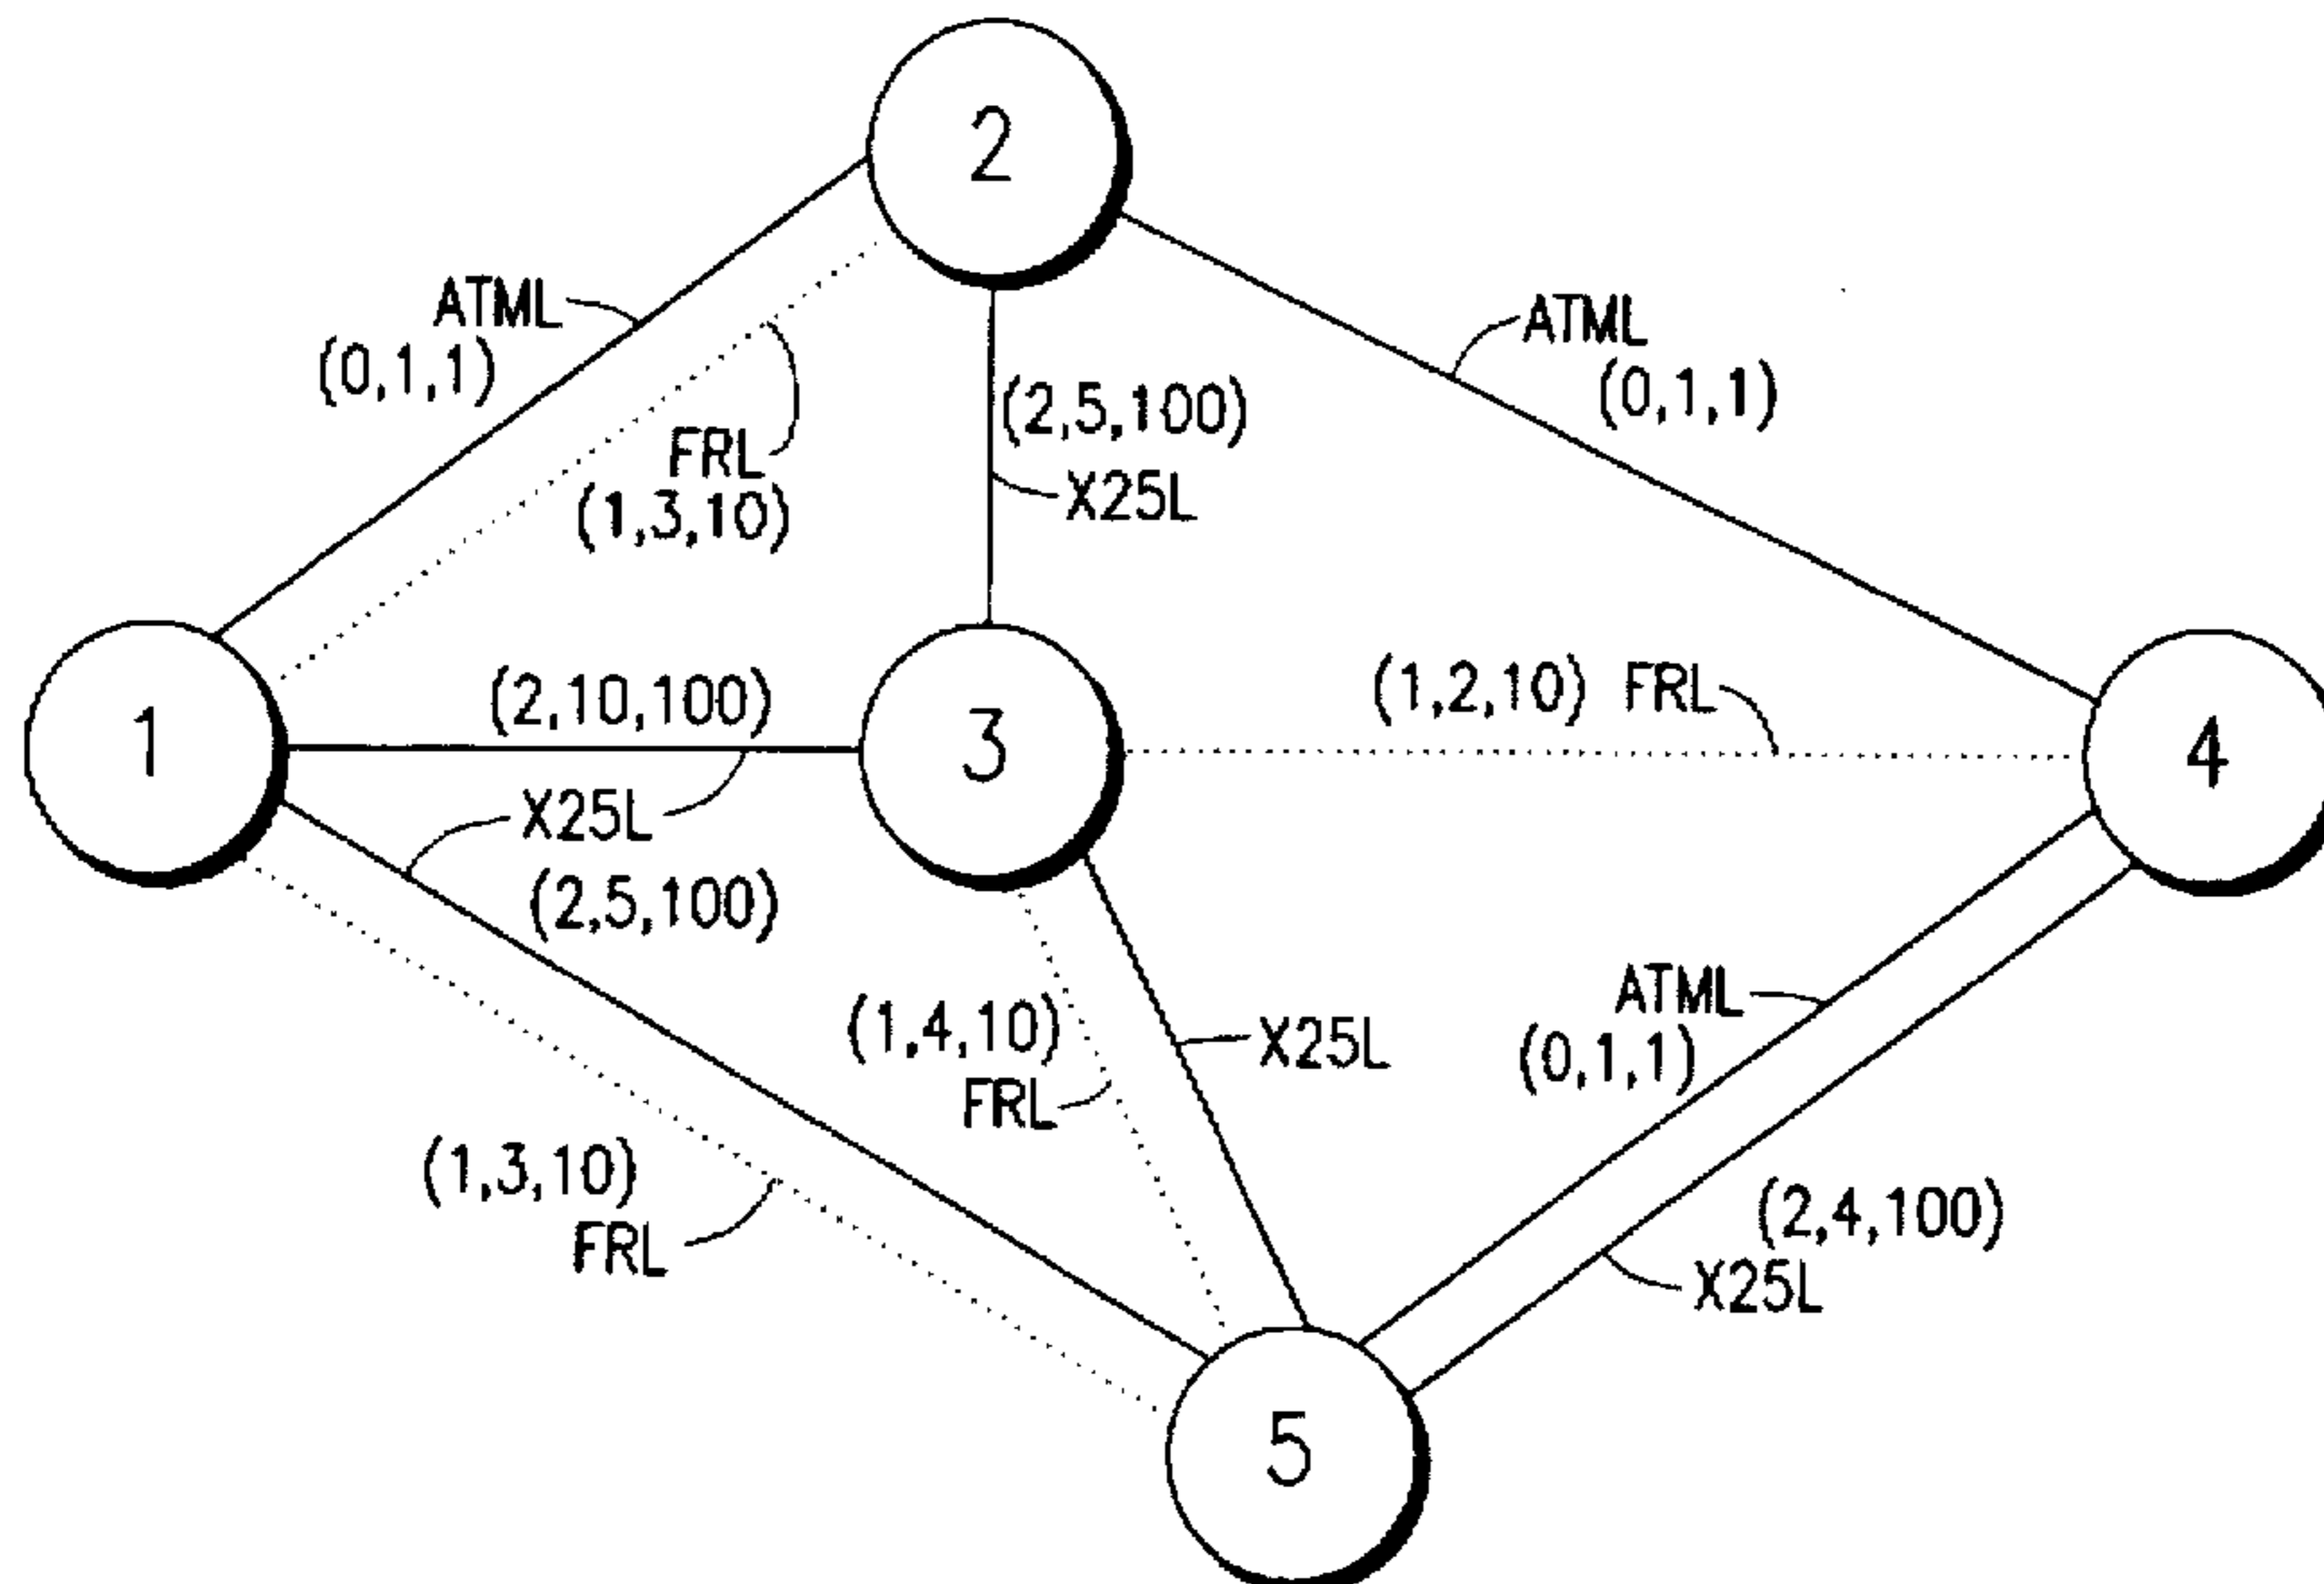 2
ATML
(0,1,1)
ATML
(0,1,1)
(2,5,100)
FRL
(1,3,10)
X25L
(2,10,100)
(1,2,10) FRL
1
3
4
X25L
(2,5,100)
ATML
(0,1,1)
(1,4,10)
FRL
X25L
(1,3,10)
FRL
(2,4,100)
X25L
5